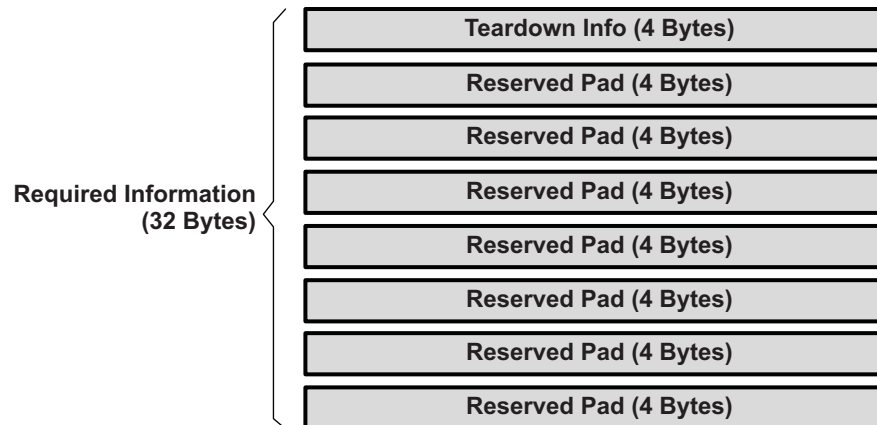 Teardown Info (4 Bytes)
Reserved Pad (4 Bytes)
Reserved Pad (4 Bytes)
Reserved Pad (4 Bytes)
Required Information
(32 Bytes)
Reserved Pad (4 Bytes)
Reserved Pad (4 Bytes)
Reserved Pad (4 Bytes)
Reserved Pad (4 Bytes)